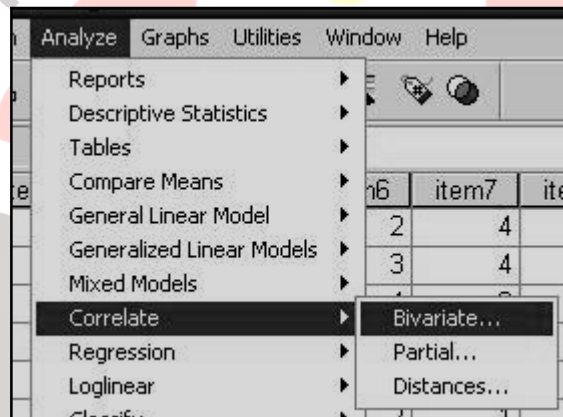 Analyze Graphs Utilities Window Help
Reports
Descriptive Statistics
Tables
Compare Means
item7
General Linear Model
2 4
Generalized Linear Models
3 4
Mixed Models
Correlate
Bivariate...
Regression
Partial...
Loglinear
Distances...